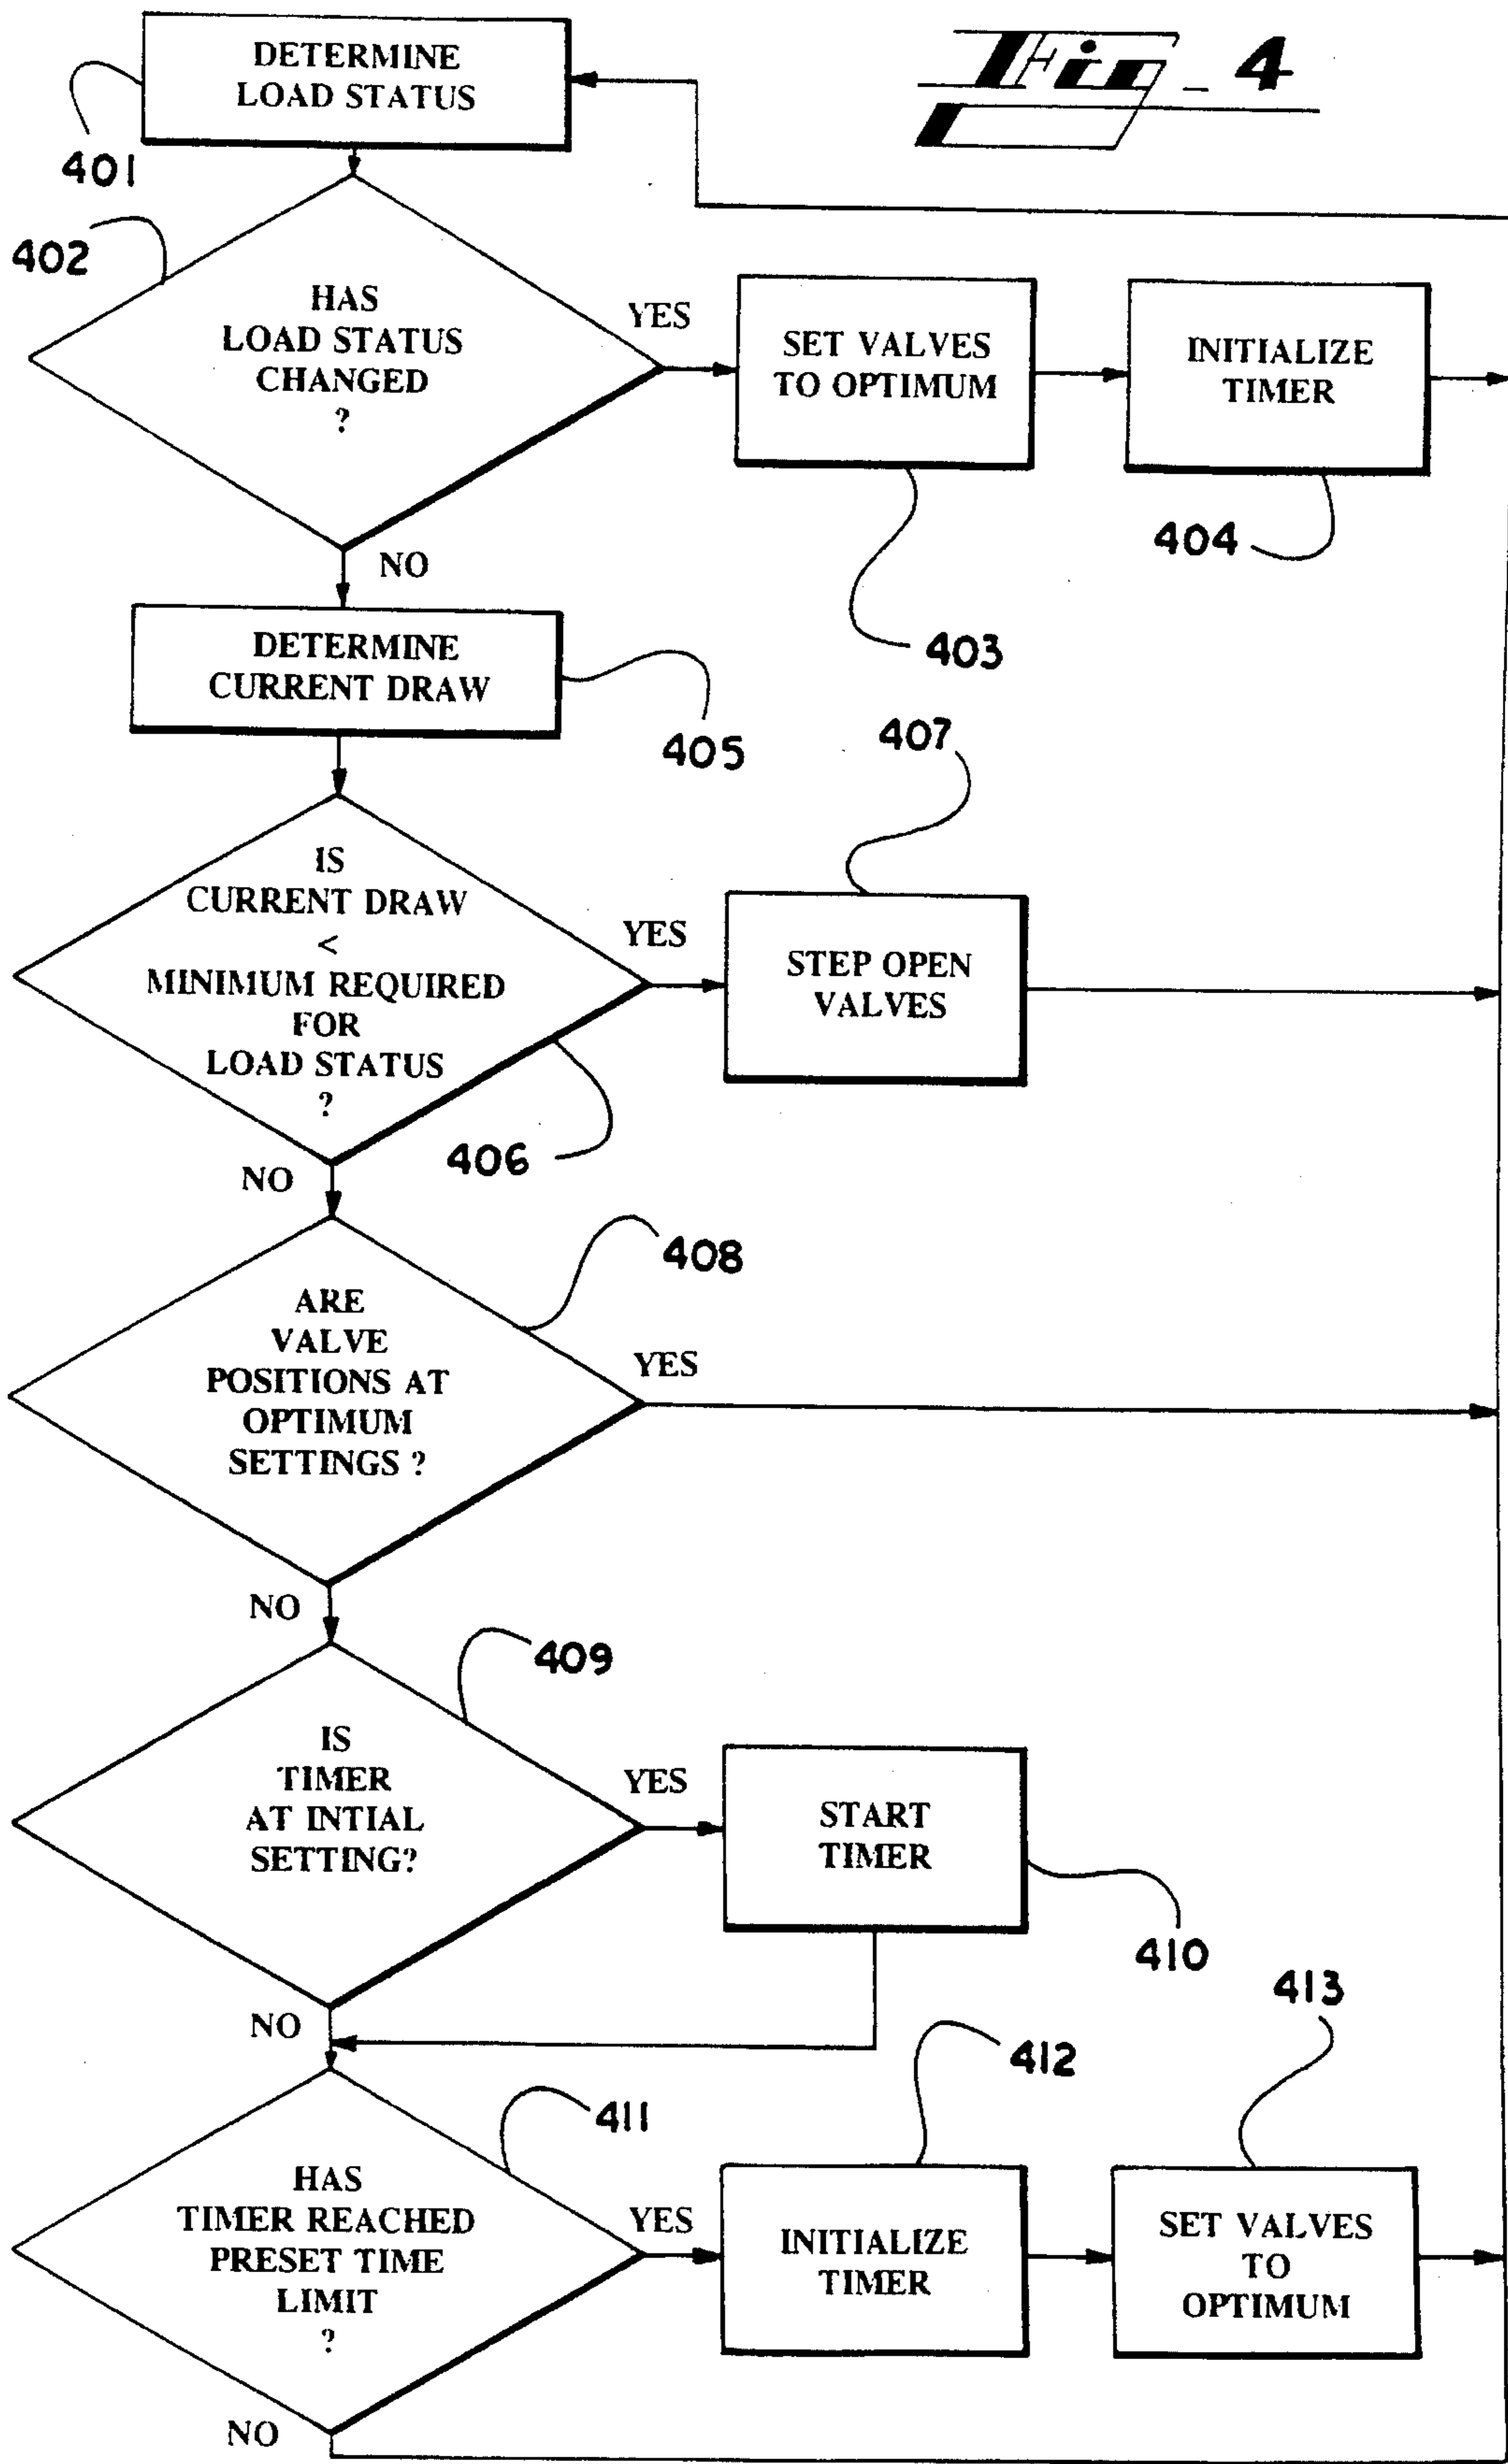 Fig_4
DETERMINE
LOAD STATUS
401
402
HAS
LOAD STATUS
CHANGED
?
YES
SET VALVES
TO OPTIMUM
INITIALIZE
TIMER
404
403
NO
DETERMINE
CURRENT DRAW
405
407
IS
CURRENT DRAW
<
MINIMUM REQUIRED
FOR
LOAD STATUS
?
YES
STEP OPEN
VALVES
406
NO
408
ARE
VALVE
POSITIONS AT
OPTIMUM
SETTINGS ?
YES
NO
409
IS
TIMER
AT INTIAL
SETTING?
YES
START
TIMER
410
NO
413
412
411
HAS
TIMER REACHED
PRESET TIME
LIMIT
?
YES
INITIALIZE
TIMER
SET VALVES
TO
OPTIMUM
NO